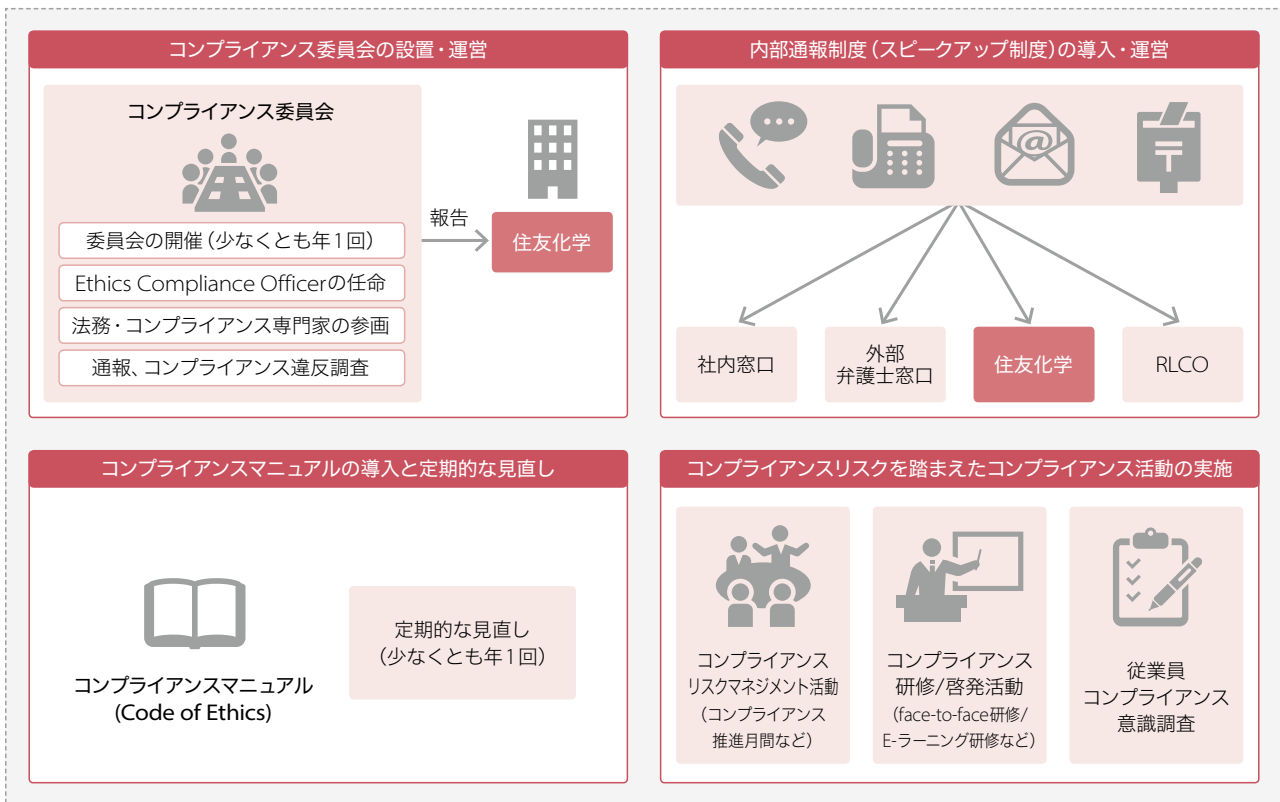 コンプライアンス委員会の設置・運営
コンプライアンス委員会
委員会の開催（少なくとも年1回）
Ethics Compliance Officerの任命
法務・コンプライアンス専門家の参画
通報、コンプライアンス違反調査
報告
住友化学
内部通報制度（スピークアップ制度）の導入・運営
@
〒
社内窓口
外部
弁護士窓口
住友化学
RLCO
コンプライアンスマニュアルの導入と定期的な見直し
コンプライアンスマニュアル
(Code of Ethics)
定期的な見直し
（少なくとも年1回）
コンプライアンスリスクを踏まえたコンプライアンス活動の実施
コンプライアンス
リスクマネジメント活動
（コンプライアンス
推進月間など）
コンプライアンス
研修/啓発活動
（face-to-face研修/
E-ラーニング研修など）
従業員
コンプライアンス
意識調査